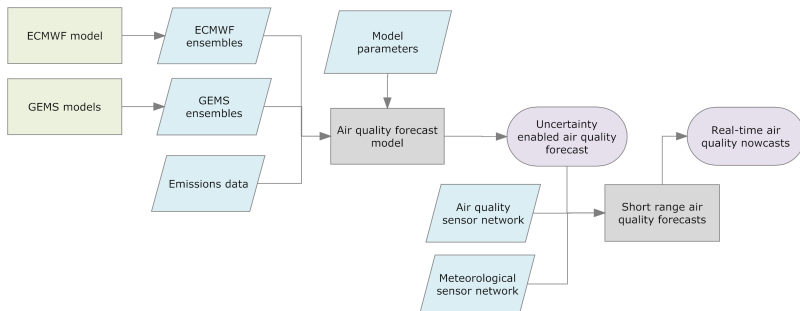 ECMWF model
ECMWF
ensembles
Model
parameters
GEMS models
GEMS
ensembles
Air quality forecast
model
Uncertainty
enabled air quality
forecast
Real-time air
quality nowcasts
Emissions data
Air quality
sensor network
Short range air
quality forecasts
Meteorological
sensor network